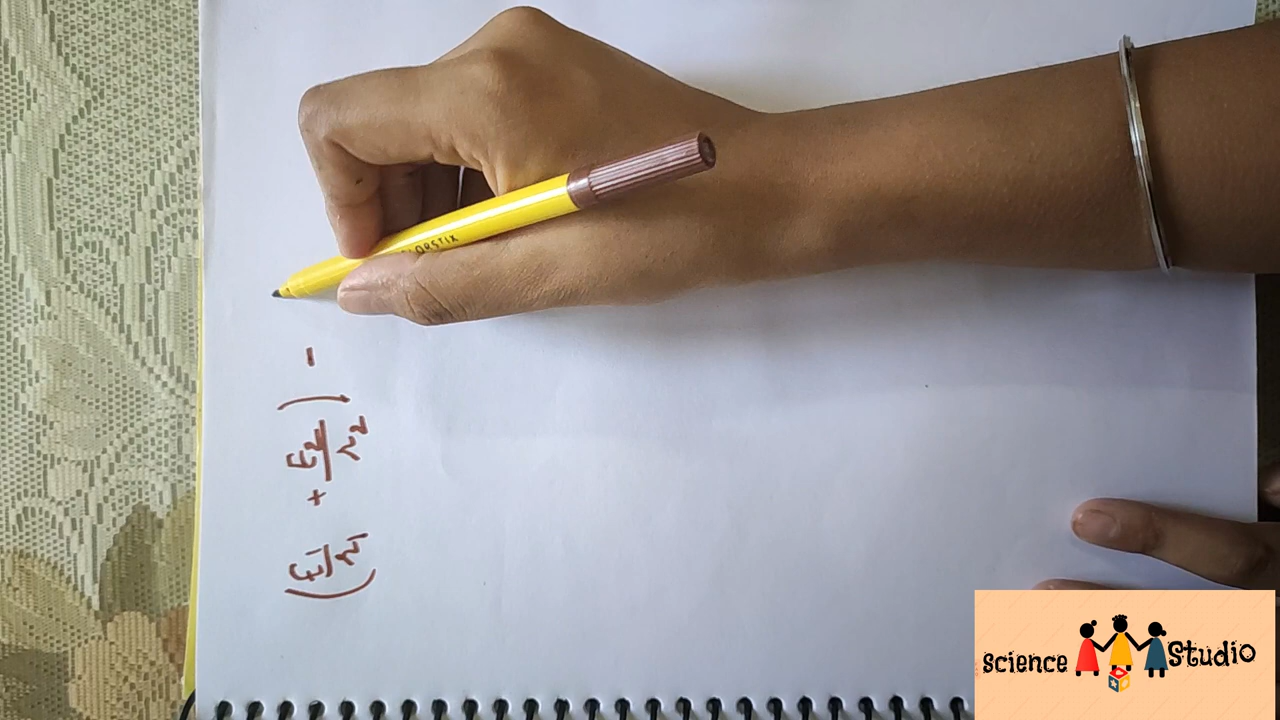 (E₁/r₁ + E₂/r₂) -
Science Studio